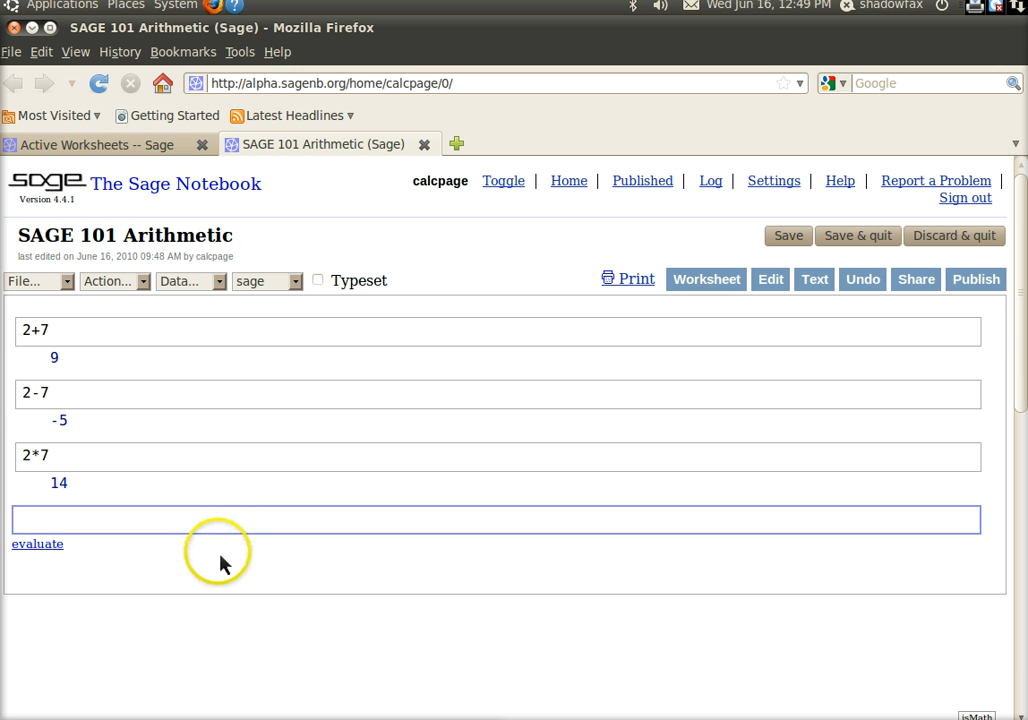 Applications Places System Wed Jun 16, 12:49 PM shadowfax
SAGE 101 Arithmetic (Sage) - Mozilla Firefox
File Edit View History Bookmarks Tools Help
http://alpha.sagenb.org/home/calcpage/0/ Google
Most Visited Getting Started Latest Headlines
Active Worksheets -- Sage SAGE 101 Arithmetic (Sage)
sage The Sage Notebook calcpage Toggle Home Published Log Settings Help Report a Problem
Version 4.4.1 Sign out
SAGE 101 Arithmetic Save Save & quit Discard & quit
last edited on June 16, 2010 09:48 AM by calcpage
File... Action... Data... sage Typeset Print Worksheet Edit Text Undo Share Publish
2+7
9
2-7
-5
2*7
14
evaluate
jsMath